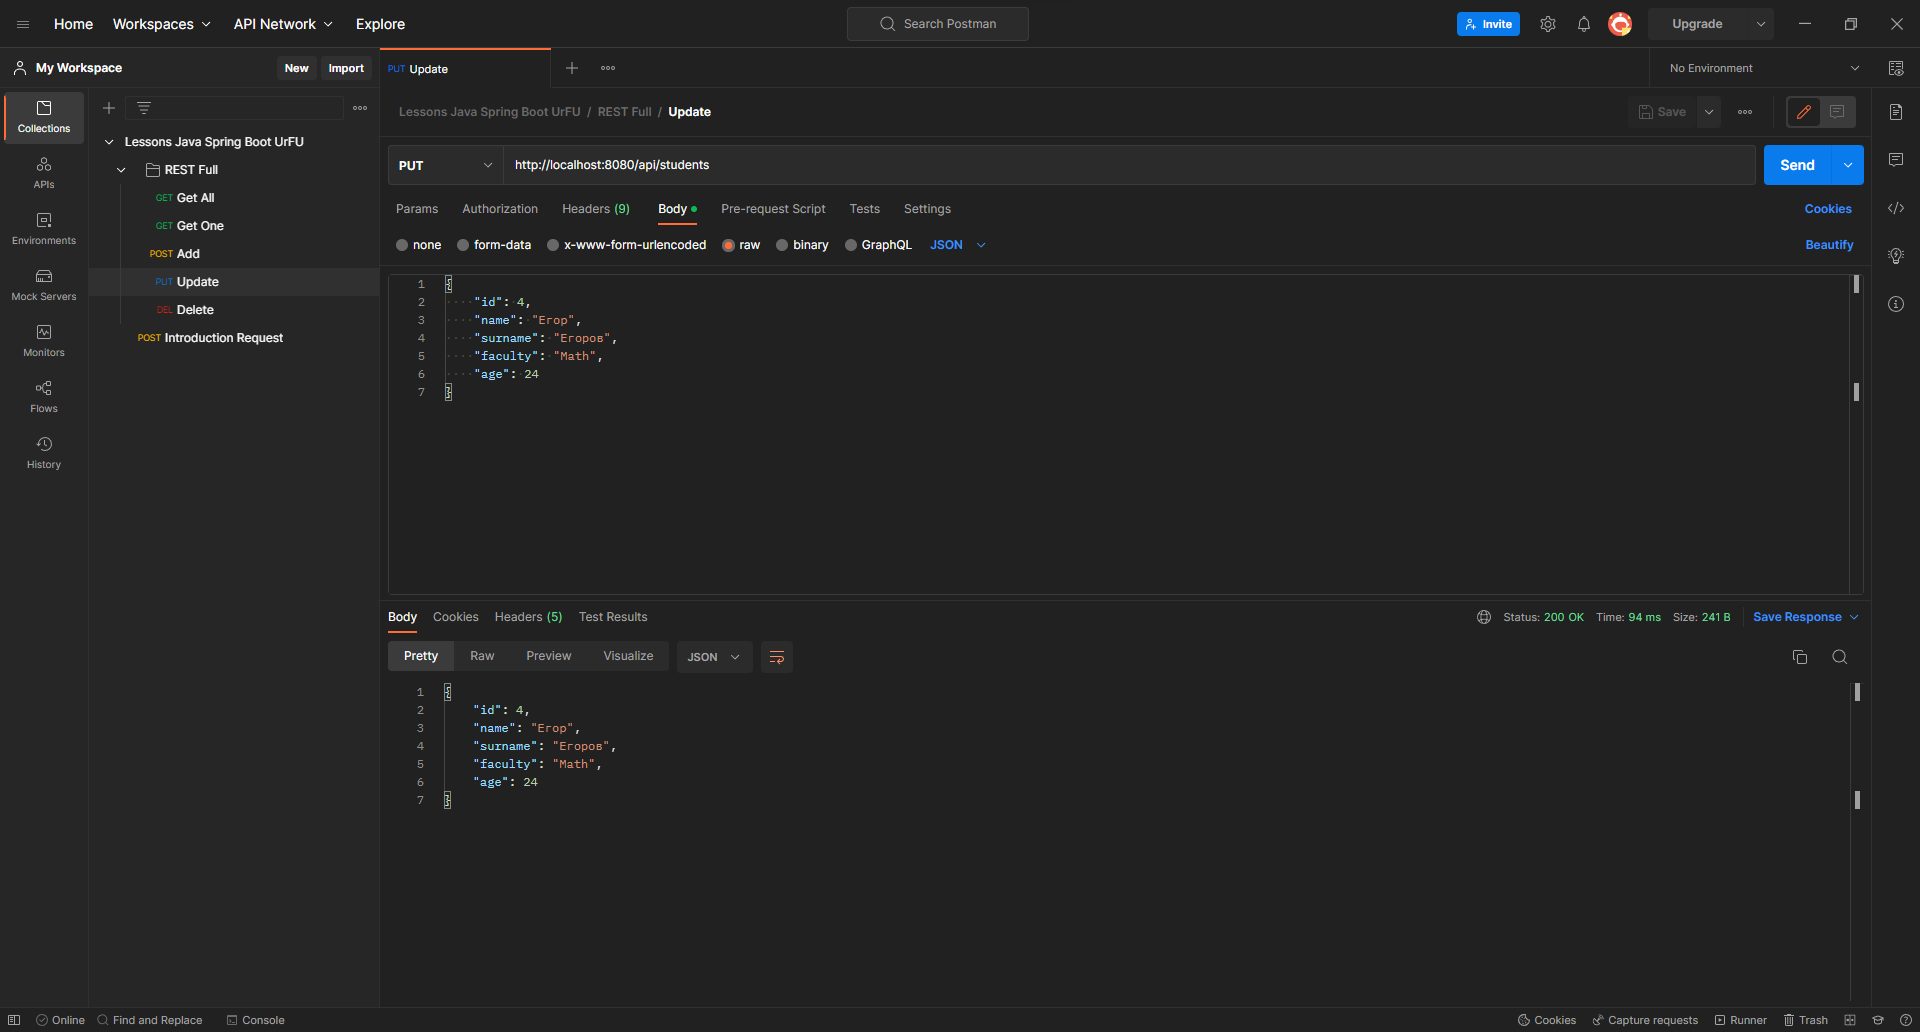 Home Workspaces API Network Explore Search Postman Invite Upgrade
My Workspace New Import PUT Update No Environment
Collections
APIs
Environments
Mock Servers
Monitors
Flows
History
Lessons Java Spring Boot UrFU
REST Full
GET Get All
GET Get One
POST Add
PUT Update
DEL Delete
POST Introduction Request
Lessons Java Spring Boot UrFU / REST Full / Update Save
PUT http://localhost:8080/api/students Send
Params Authorization Headers (9) Body Pre-request Script Tests Settings Cookies
none form-data x-www-form-urlencoded raw binary GraphQL JSON Beautify
1 {
2 "id": 4,
3 "name": "Егор",
4 "surname": "Егоров",
5 "faculty": "Math",
6 "age": 24
7 }
Body Cookies Headers (5) Test Results Status: 200 OK Time: 94 ms Size: 241 B Save Response
Pretty Raw Preview Visualize JSON
1 {
2 "id": 4,
3 "name": "Егор",
4 "surname": "Егоров",
5 "faculty": "Math",
6 "age": 24
7 }
Online Find and Replace Console Cookies Capture requests Runner Trash